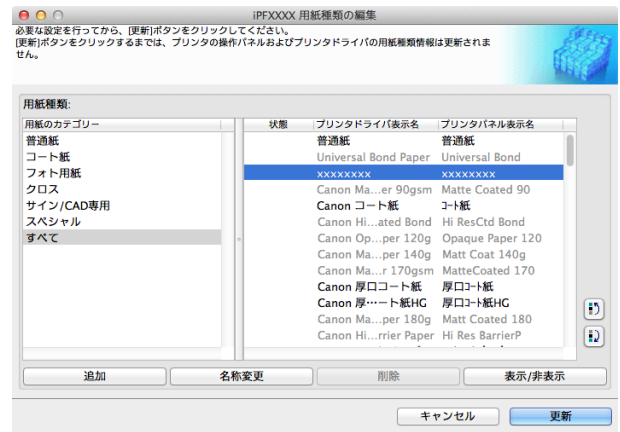 iPFXXXX 用紙種類の編集
必要な設定を行ってから、[更新]ボタンをクリックしてください。
[更新]ボタンをクリックするまでは、プリンタの操作パネルおよびプリンタドライバの用紙種類情報は更新されま
せん。
用紙種類:
用紙のカテゴリー 状態 プリンタドライバ表示名 プリンタパネル表示名
普通紙 普通紙 普通紙
コート紙 Universal Bond Paper Universal Bond
フォト用紙 xxxxxxxx xxxxxxxx
クロス Canon Ma...er 90gsm Matte Coated 90
サイン/CAD専用 Canon コート紙 コート紙
スペシャル Canon Hi...ated Bond Hi ResCtd Bond
すべて Canon Op...per 120g Opaque Paper 120
Canon Ma...per 140g Matt Coat 140g
Canon Ma...r 170gsm MatteCoated 170
Canon 厚口コート紙 厚口コート紙
Canon 厚…ート紙HG 厚口コート紙HG
Canon Ma...per 180g Matt Coated 180
Canon Hi...rrier Paper Hi Res BarrierP
追加 名称変更 削除 表示/非表示
キャンセル 更新